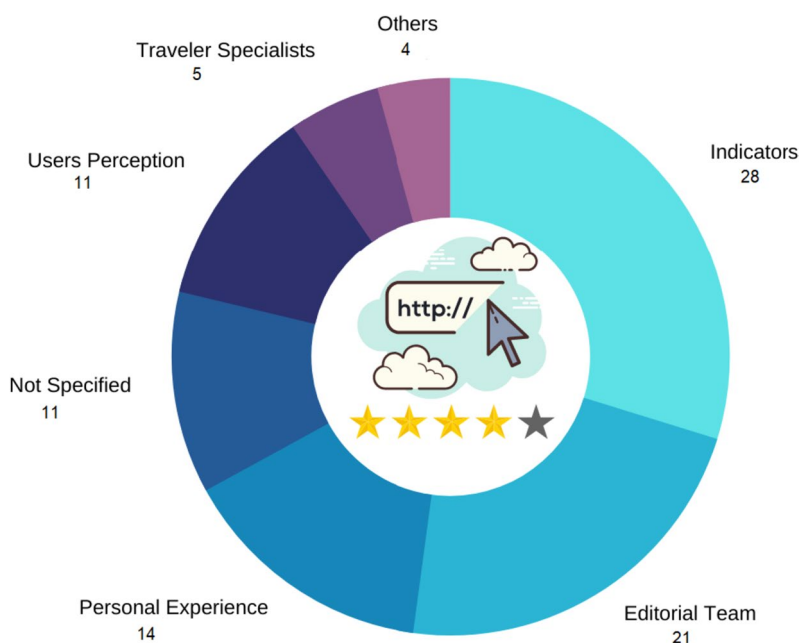 Others
4
Traveler Specialists
5
Indicators
28
Users Perception
11
http://
Not Specified
11
Personal Experience
14
Editorial Team
21